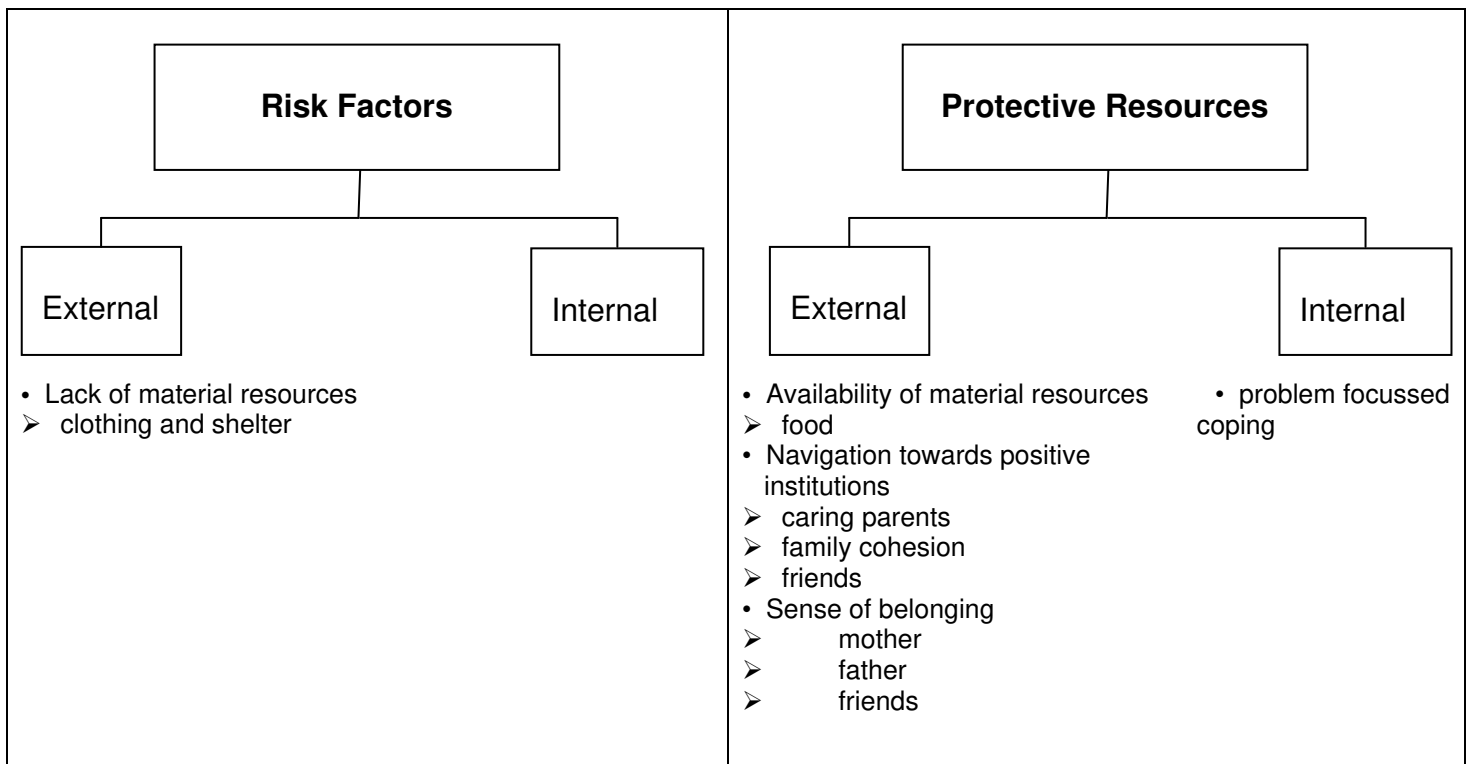 Risk Factors
External
Internal
• Lack of material resources
➢ clothing and shelter
Protective Resources
External
Internal
• Availability of material resources
➢ food
• Navigation towards positive
institutions
➢ caring parents
➢ family cohesion
➢ friends
• Sense of belonging
➢ mother
➢ father
➢ friends
• problem focussed
coping